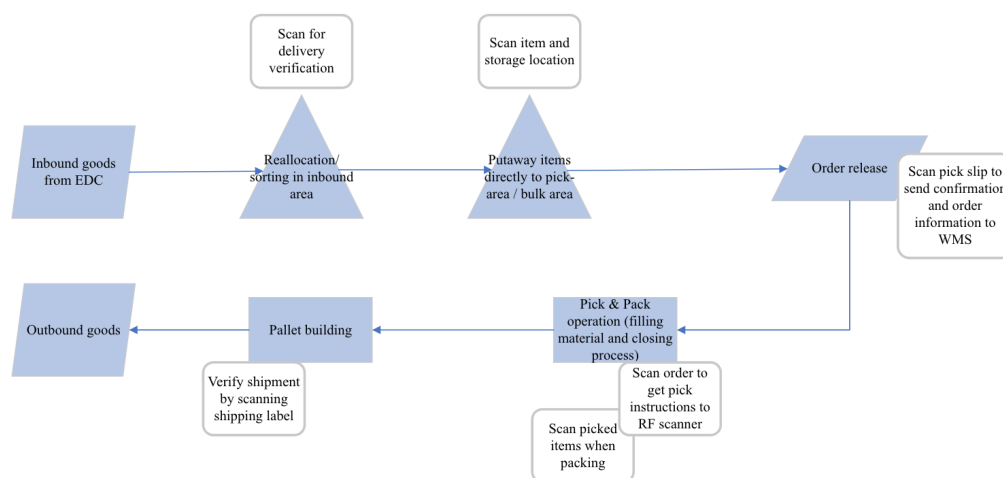 Scan for
delivery
verification
Scan item and
storage location
Inbound goods
from EDC
Reallocation/
sorting in inbound
area
Putaway items
directly to pick-
area / bulk area
Order release
Scan pick slip to
send confirmation
and order
information to
WMS
Outbound goods
Pallet building
Pick & Pack
operation (filling
material and closing
process)
Verify shipment
by scanning
shipping label
Scan order to
get pick
instructions to
RF scanner
Scan picked
items when
packing